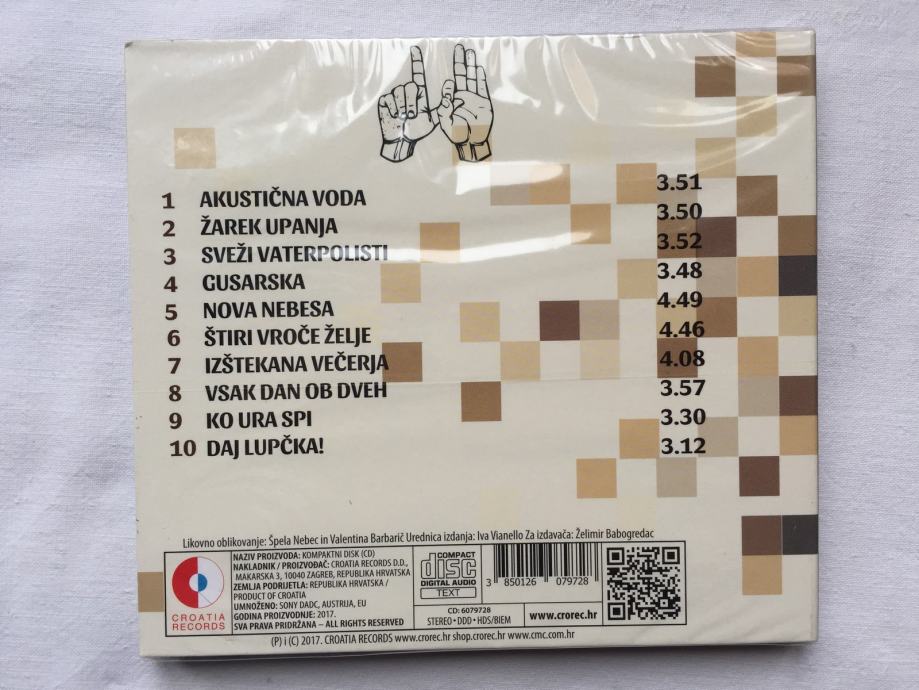 1 AKUSTIČNA VODA 3.51
2 ŽAREK UPANJA 3.50
3 SVEŽI VATERPOLISTI 3.52
4 GUSARSKA 3.48
5 NOVA NEBESA 4.49
6 ŠTIRI VROČE ŽELJE 4.46
7 IZŠTEKANA VEČERJA 4.08
8 VSAK DAN OB DVEH 3.57
9 KO URA SPI 3.30
10 DAJ LUPČKA! 3.12
Likovno oblikovanje: Špela Nebec in Valentina Barbarič Urednica izdanja: Iva Vianello Za izdavača: Želimir Babogredac
CROATIA
RECORDS
NAZIV PROIZVODA: KOMPAKTNI DISK (CD)
NAKLADNIK / PROIZVOĐAČ: CROATIA RECORDS D.D.,
MAKARSKA 3, 10040 ZAGREB, REPUBLIKA HRVATSKA
ZEMLJA PODRIJETLA: REPUBLIKA HRVATSKA /
PRODUCT OF CROATIA
UMNOŽENO: SONY DADC, AUSTRIJA, EU
GODINA PROIZVODNJE: 2017.
SVA PRAVA PRIDRŽANA – ALL RIGHTS RESERVED
COMPACT
disc
DIGITAL AUDIO
TEXT
CD: 6079728
STEREO • DDD • HDS/BIEM
3 850126 079728
www.crorec.hr
(P) i (C) 2017. CROATIA RECORDS www.crorec.hr shop.crorec.hr www.cmc.com.hr